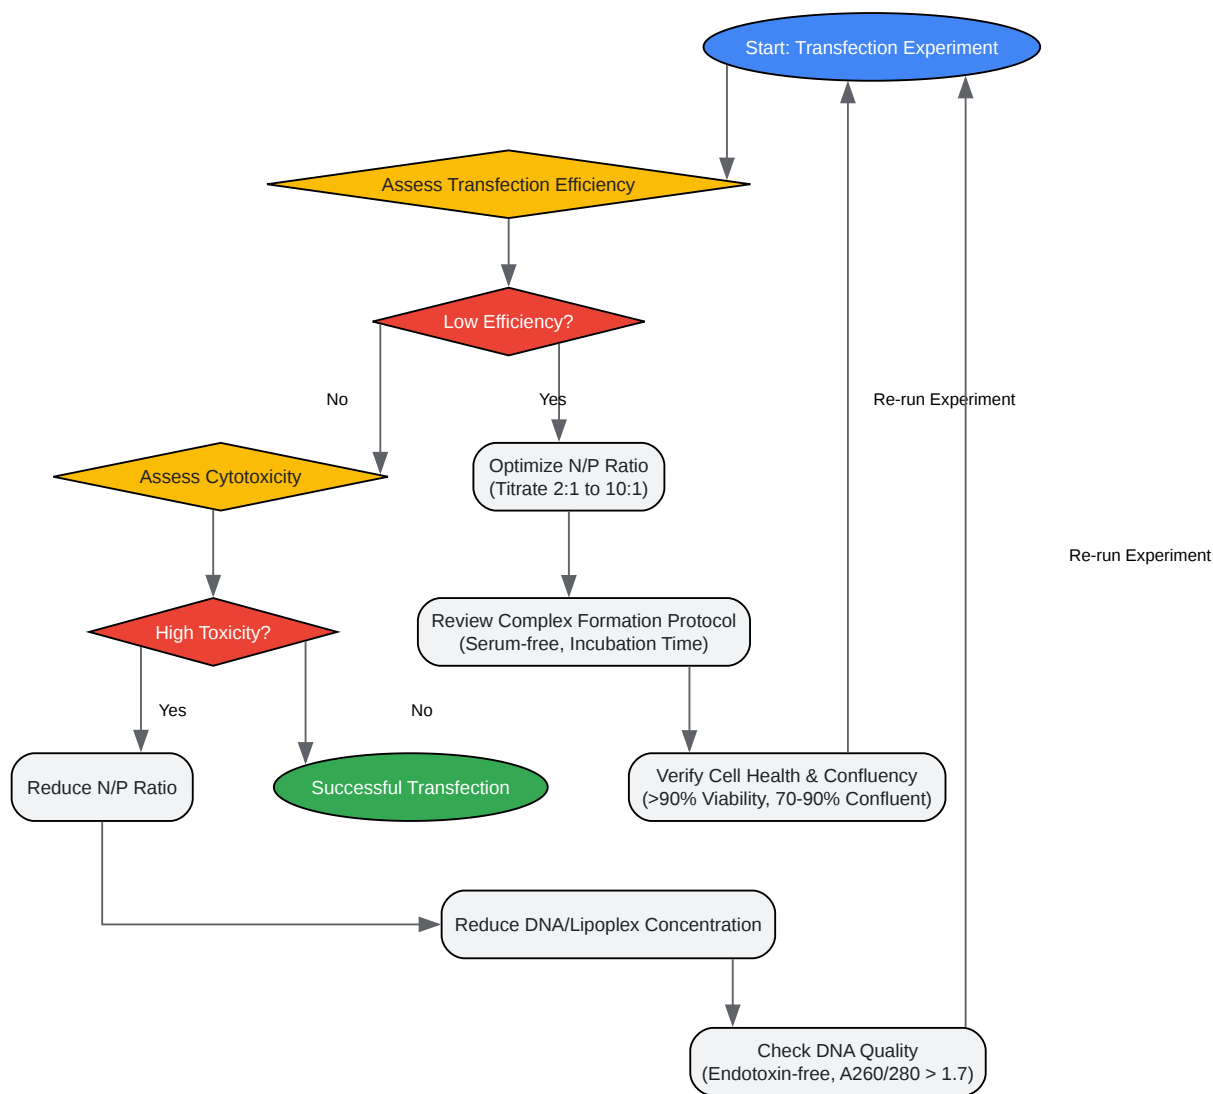 Start: Transfection Experiment
Assess Transfection Efficiency
Low Efficiency?
No
Yes
Re-run Experiment
Assess Cytotoxicity
Optimize N/P Ratio
(Titrate 2:1 to 10:1)
Re-run Experiment
High Toxicity?
Review Complex Formation Protocol
(Serum-free, Incubation Time)
Yes
No
Reduce N/P Ratio
Successful Transfection
Verify Cell Health & Confluency
(>90% Viability, 70-90% Confluent)
Reduce DNA/Lipoplex Concentration
Check DNA Quality
(Endotoxin-free, A260/280 > 1.7)